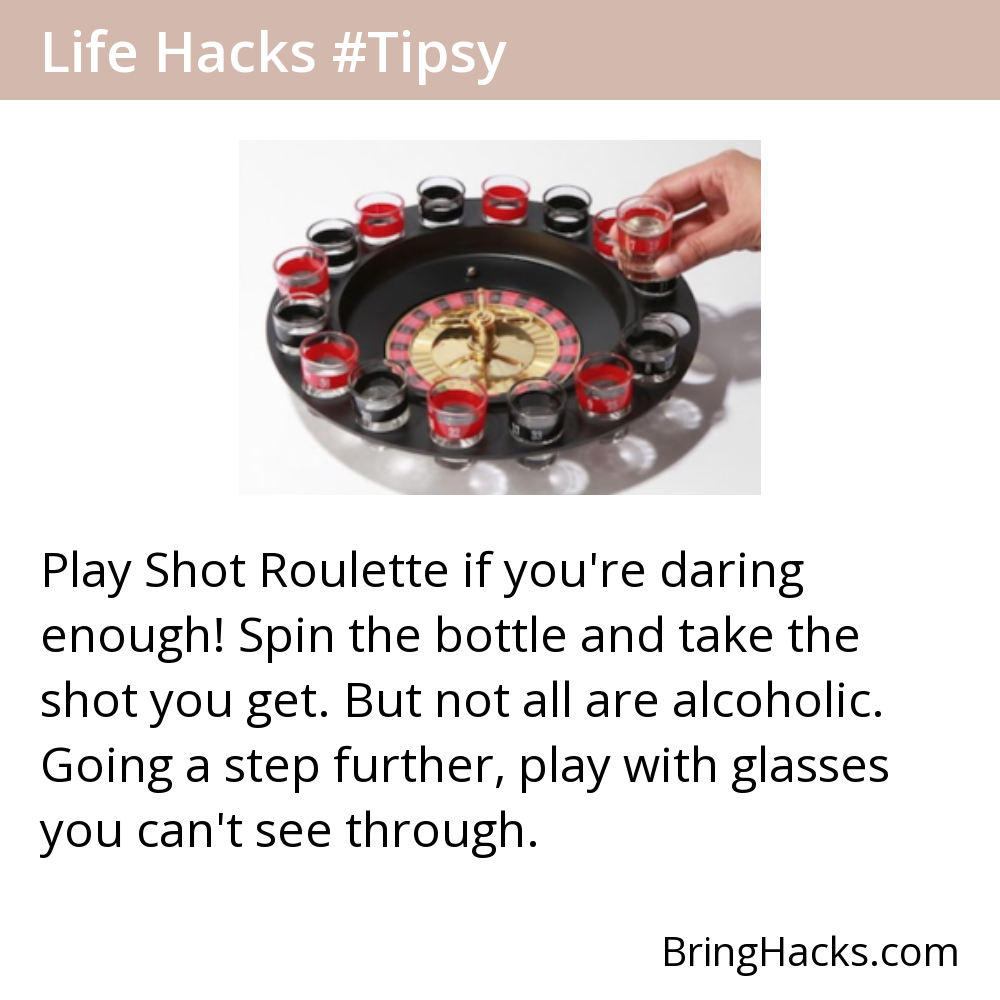 Life Hacks #Tipsy
Play Shot Roulette if you're daring
enough! Spin the bottle and take the
shot you get. But not all are alcoholic.
Going a step further, play with glasses
you can't see through.
BringHacks.com